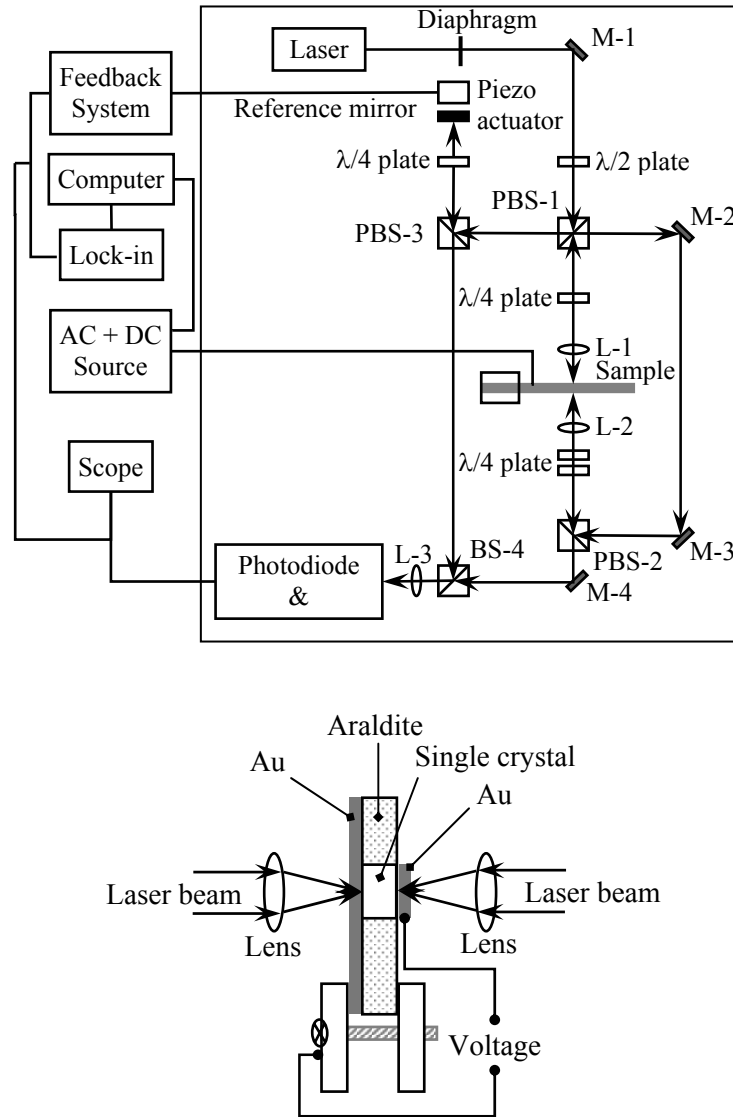 Diaphragm
Laser
M-1
Feedback
System
Reference mirror
Piezo
actuator
λ/4 plate
λ/2 plate
Computer
PBS-1
M-2
PBS-3
Lock-in
λ/4 plate
AC + DC
Source
L-1
Sample
L-2
Scope
λ/4 plate
L-3
BS-4
PBS-2
M-3
Photodiode
&
M-4
Araldite
Single crystal
Au
Au
Laser beam
Laser beam
Lens
Lens
Voltage